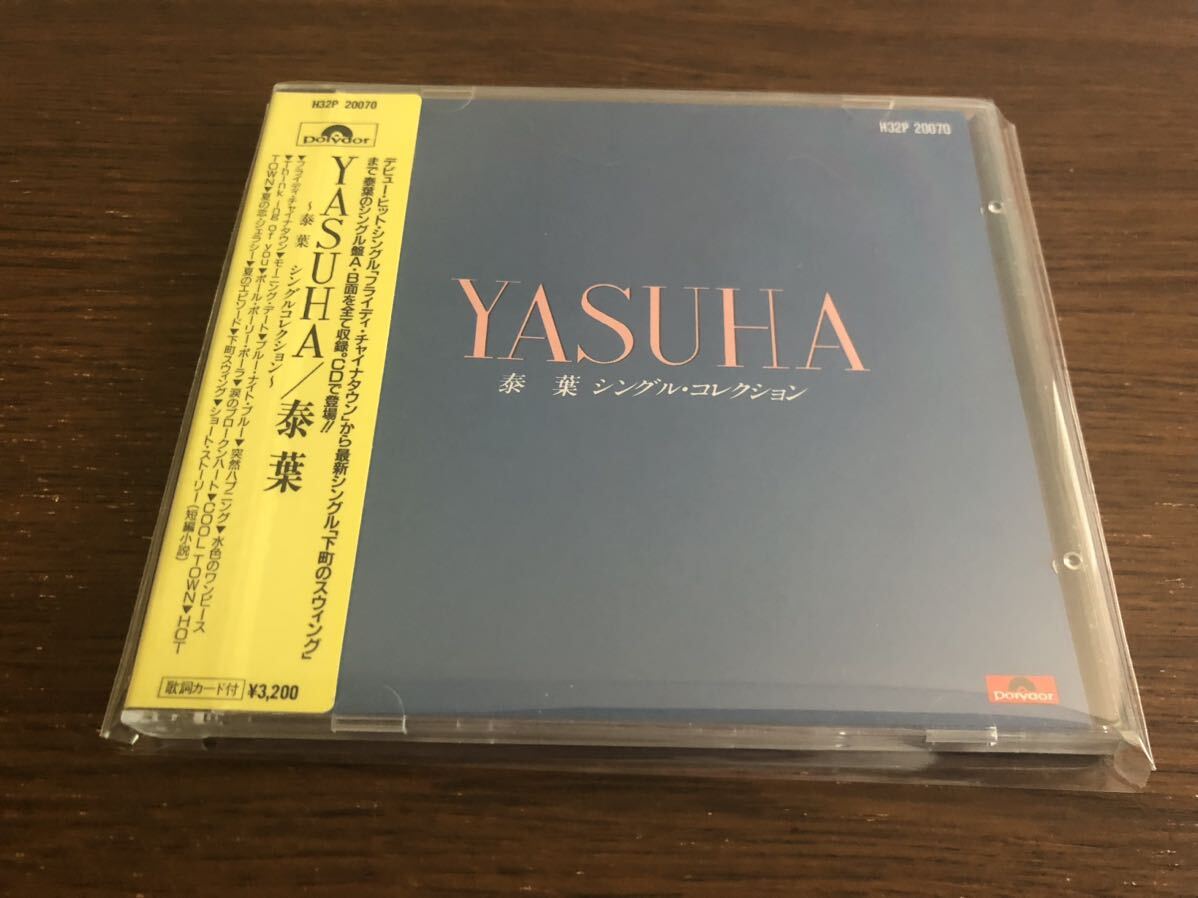 H32P 20070
polydor
デビュー・ヒット・シングル「フライディ・チャイナタウン」から最新シングル「下町のスウィング」
まで泰葉のシングル盤A・B面を全て収録。CDで登場!!
YASUHA/泰葉
〜泰葉 シングルコレクション〜
▼フライディ・チャイナタウン▼モーニング・デート▼ブルー・ナイト・ブルー▼突然ハプニング▼水色のワンピース
▼Thinking of you▼ポール・ポーリー・ポーラ▼涙のブロークンハート▼COOL TOWN▼HOT
TOWN▼夏の恋・ジェラシー▼夏のエピソード▼下町スウィング▼ショート・ストーリー(短編小説)
歌詞カード付 ¥3,200
H32P 20070
YASUHA
泰葉 シングル・コレクション
polydor